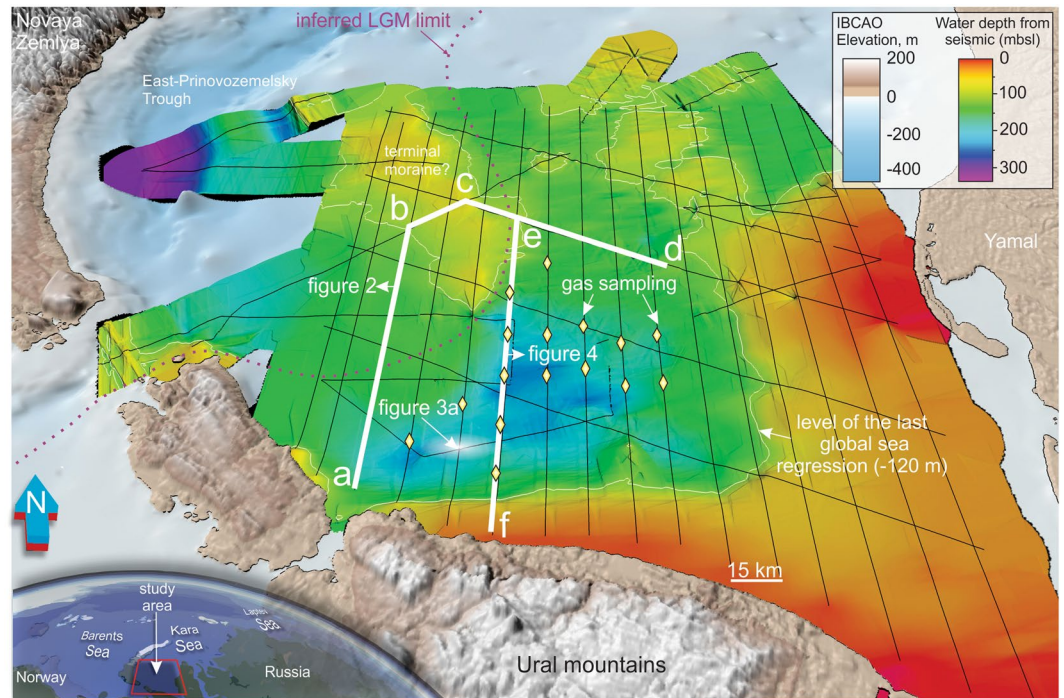 Novaya
Zemlya
inferred LGM limit
East-Prinovozemelsky
Trough
IBCAO
Elevation, m
200
0
-200
-400
Water depth from
seismic (mbsl)
0
-100
200
300
terminal
moraine?
b
c
e
d
Yamal
figure 2
gas sampling
figure 4
figure 3a
level of the last
global sea
regression (-120 m)
a
f
N
15 km
study
area
Barents
Sea
Kara
Sea
Laptev
Sea
Norway
Russia
Ural mountains